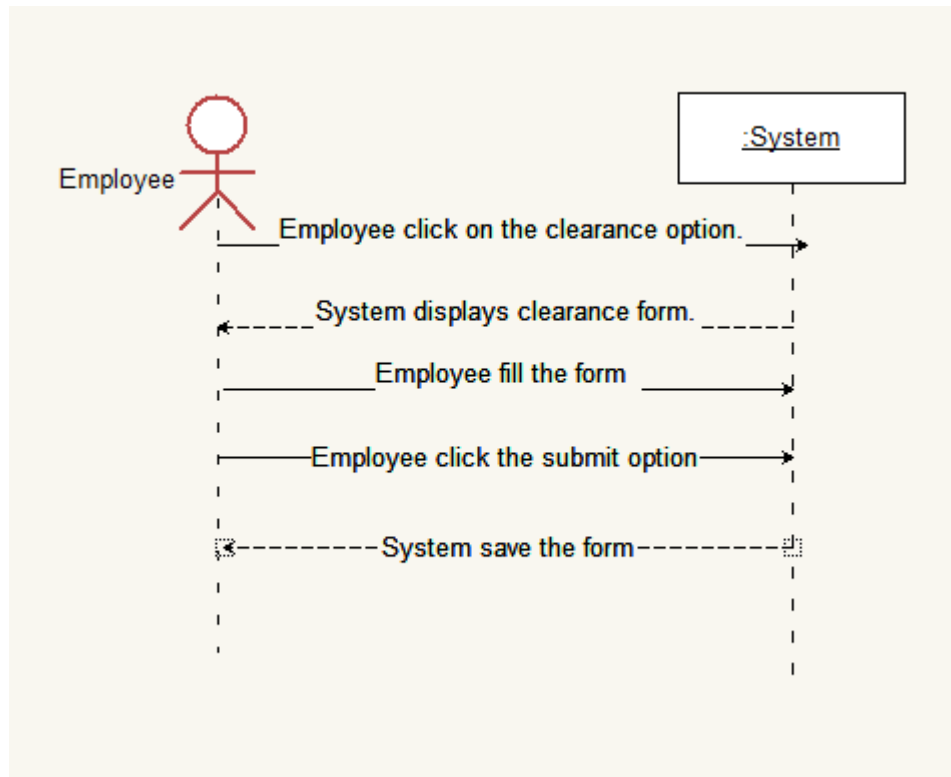 :System
Employee
Employee click on the clearance option.
System displays clearance form.
Employee fill the form
Employee click the submit option
System save the form